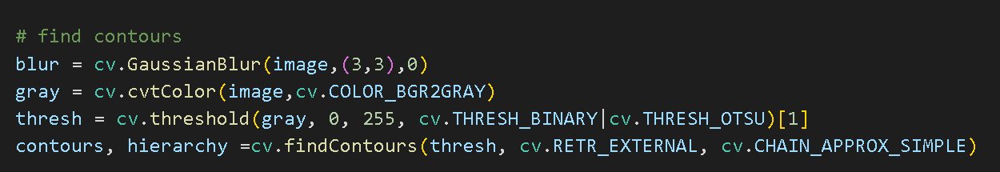 # find contours
blur = cv.GaussianBlur(image,(3,3),0)
gray = cv.cvtColor(image,cv.COLOR_BGR2GRAY)
thresh = cv.threshold(gray, 0, 255, cv.THRESH_BINARY|cv.THRESH_OTSU)[1]
contours, hierarchy =cv.findContours(thresh, cv.RETR_EXTERNAL, cv.CHAIN_APPROX_SIMPLE)